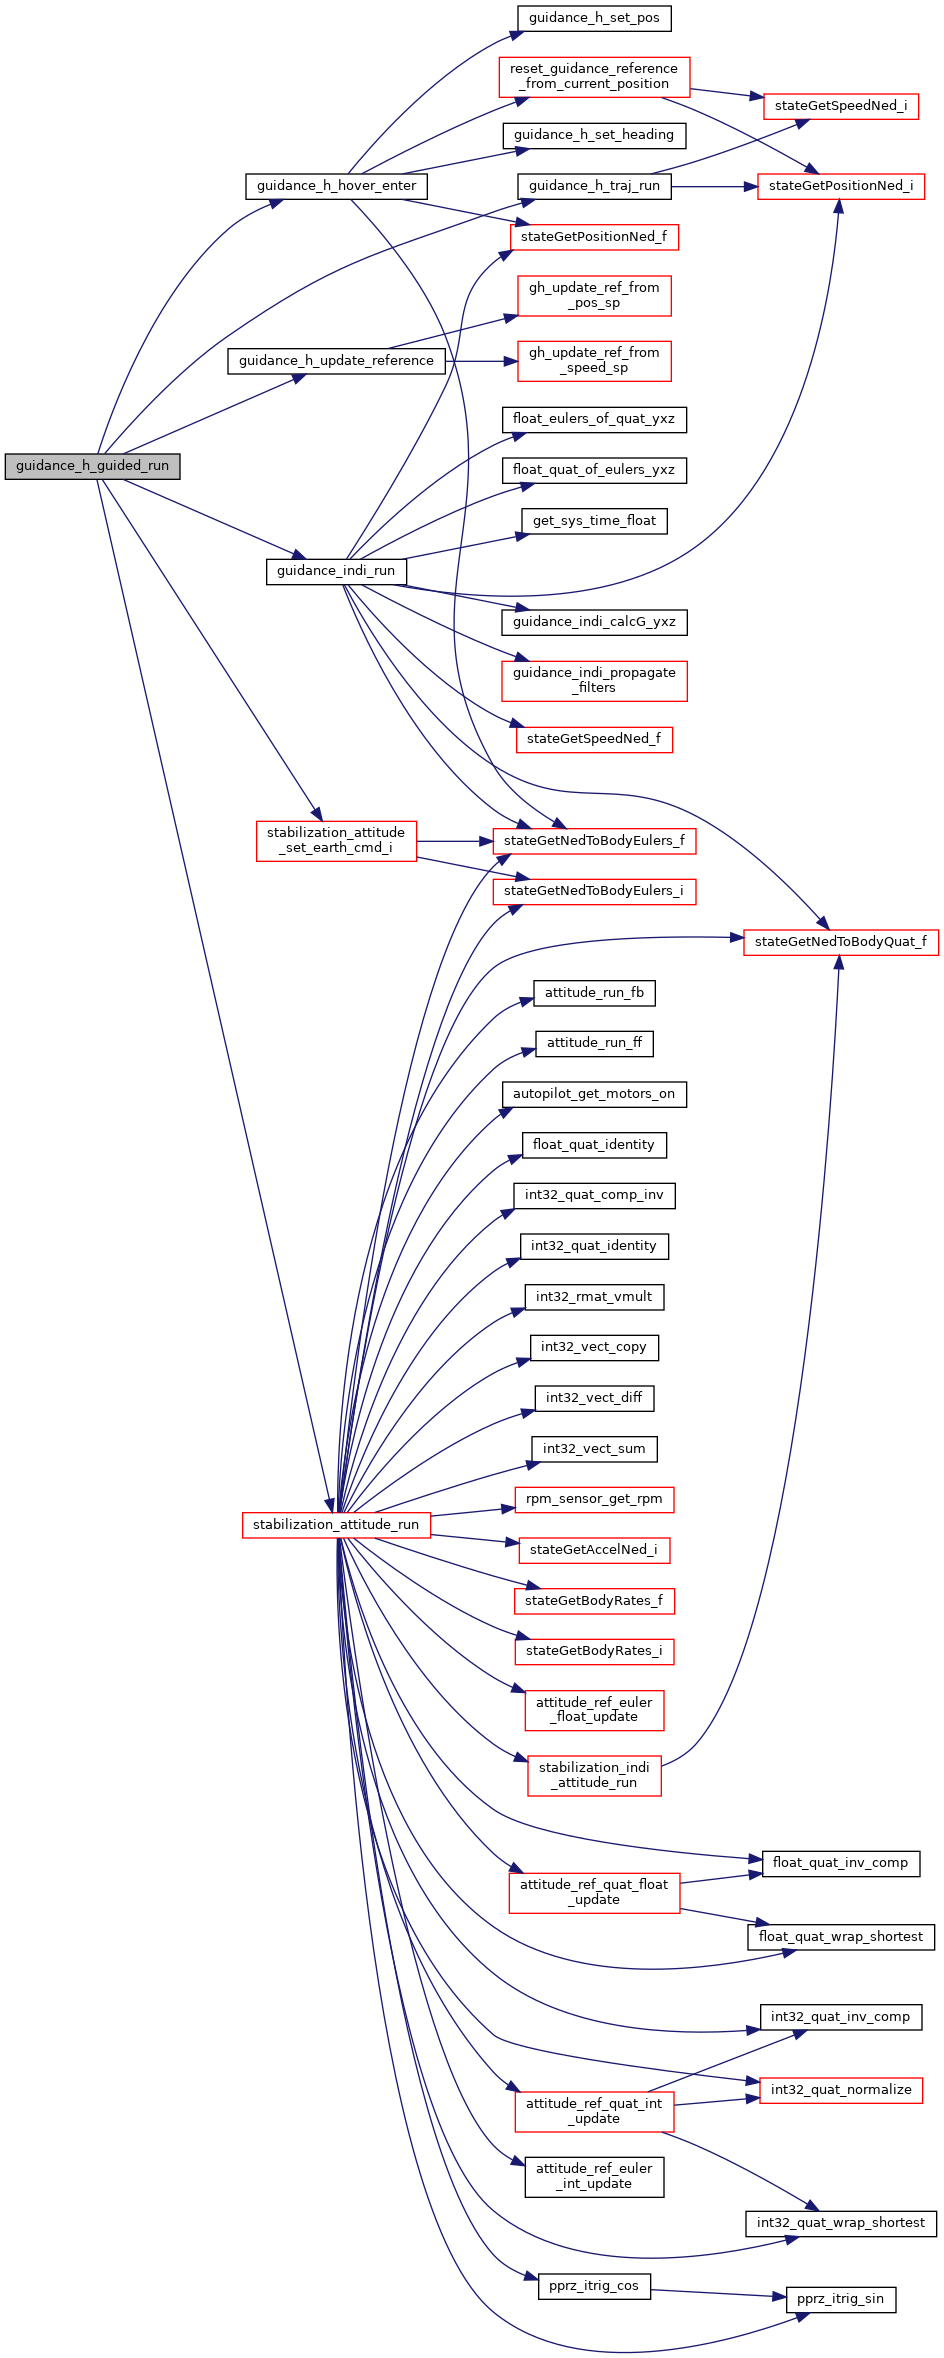 guidance_h_set_pos
reset_guidance_reference
_from_current_position
stateGetSpeedNed_i
guidance_h_set_heading
guidance_h_hover_enter
guidance_h_traj_run
stateGetPositionNed_i
stateGetPositionNed_f
gh_update_ref_from
_pos_sp
guidance_h_update_reference
gh_update_ref_from
_speed_sp
float_eulers_of_quat_yxz
guidance_h_guided_run
float_quat_of_eulers_yxz
get_sys_time_float
guidance_indi_run
guidance_indi_calcG_yxz
guidance_indi_propagate
_filters
stateGetSpeedNed_f
stabilization_attitude
_set_earth_cmd_i
stateGetNedToBodyEulers_f
stateGetNedToBodyEulers_i
stateGetNedToBodyQuat_f
attitude_run_fb
attitude_run_ff
autopilot_get_motors_on
float_quat_identity
int32_quat_comp_inv
int32_quat_identity
int32_rmat_vmult
int32_vect_copy
int32_vect_diff
int32_vect_sum
rpm_sensor_get_rpm
stabilization_attitude_run
stateGetAccelNed_i
stateGetBodyRates_f
stateGetBodyRates_i
attitude_ref_euler
_float_update
stabilization_indi
_attitude_run
float_quat_inv_comp
attitude_ref_quat_float
_update
float_quat_wrap_shortest
int32_quat_inv_comp
int32_quat_normalize
attitude_ref_quat_int
_update
attitude_ref_euler
_int_update
int32_quat_wrap_shortest
pprz_itrig_cos
pprz_itrig_sin